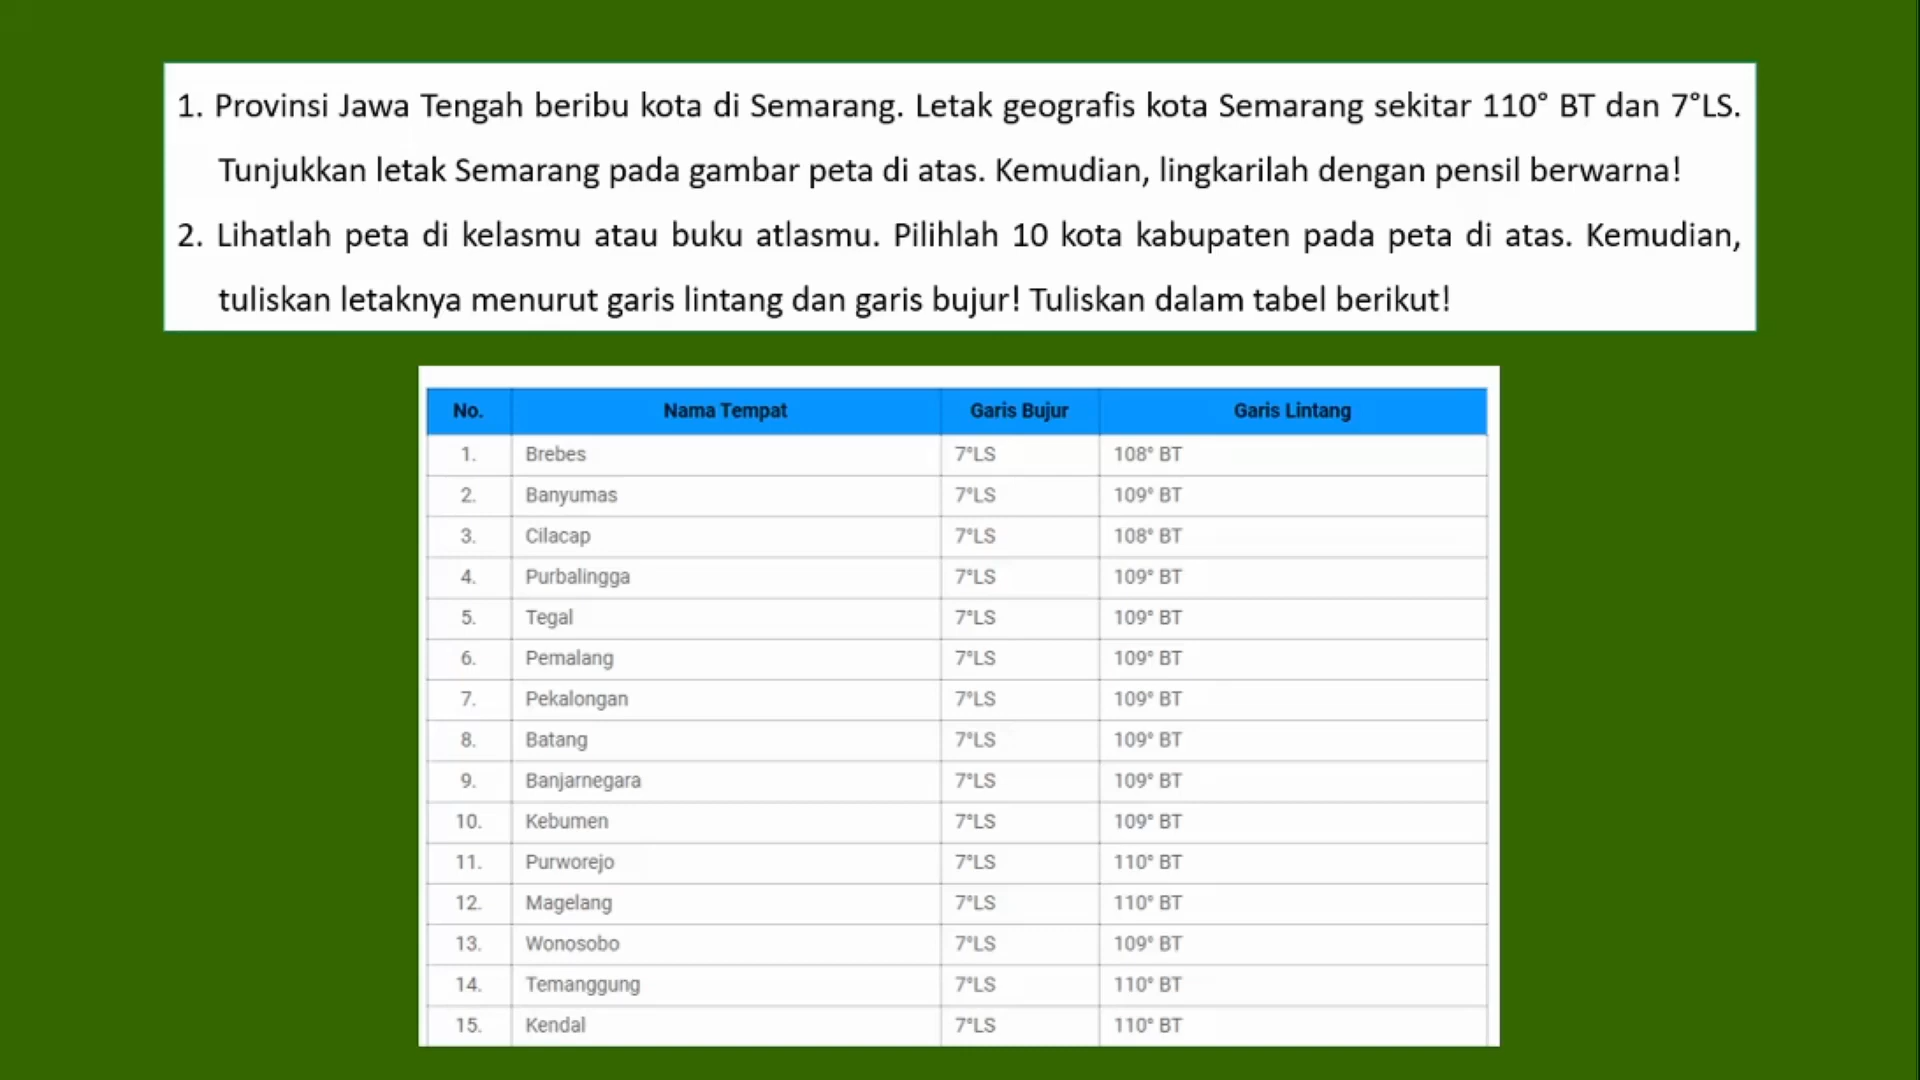 1. Provinsi Jawa Tengah beribu kota di Semarang. Letak geografis kota Semarang sekitar 110° BT dan 7°LS.
Tunjukkan letak Semarang pada gambar peta di atas. Kemudian, lingkarilah dengan pensil berwarna!
2. Lihatlah peta di kelasmu atau buku atlasmu. Pilihlah 10 kota kabupaten pada peta di atas. Kemudian,
tuliskan letaknya menurut garis lintang dan garis bujur! Tuliskan dalam tabel berikut!
No. Nama Tempat Garis Bujur Garis Lintang
1. Brebes 7°LS 108° BT
2. Banyumas 7°LS 109° BT
3. Cilacap 7°LS 108° BT
4. Purbalingga 7°LS 109° BT
5. Tegal 7°LS 109° BT
6. Pemalang 7°LS 109° BT
7. Pekalongan 7°LS 109° BT
8. Batang 7°LS 109° BT
9. Banjarnegara 7°LS 109° BT
10. Kebumen 7°LS 109° BT
11. Purworejo 7°LS 110° BT
12. Magelang 7°LS 110° BT
13. Wonosobo 7°LS 109° BT
14. Temanggung 7°LS 110° BT
15. Kendal 7°LS 110° BT